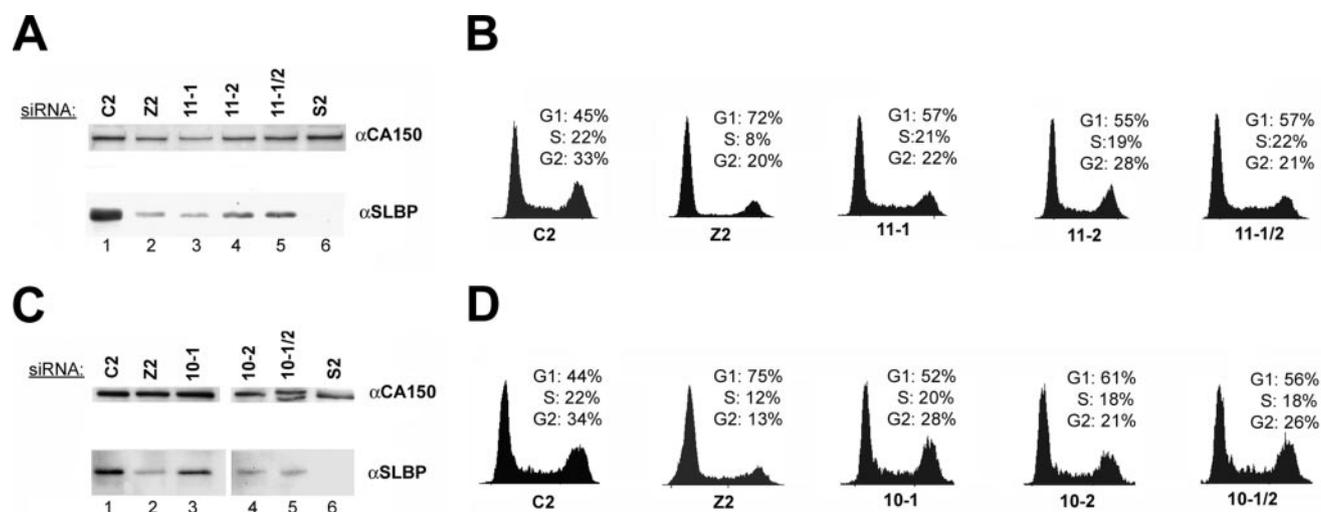 A
siRNA: C2 Z2 11-1 11-2 11-1/2 S2
αCA150
αSLBP
1 2 3 4 5 6
B
G1: 45%
S: 22%
G2: 33%
C2
G1: 72%
S: 8%
G2: 20%
Z2
G1: 57%
S:21%
G2: 22%
11-1
G1: 55%
S:19%
G2: 28%
11-2
G1: 57%
S:22%
G2: 21%
11-1/2
C
siRNA: C2 Z2 10-1 10-2 10-1/2 S2
αCA150
αSLBP
1 2 3 4 5 6
D
G1: 44%
S: 22%
G2: 34%
C2
G1: 75%
S: 12%
G2: 13%
Z2
G1: 52%
S: 20%
G2: 28%
10-1
G1: 61%
S: 18%
G2: 21%
10-2
G1: 56%
S: 18%
G2: 26%
10-1/2